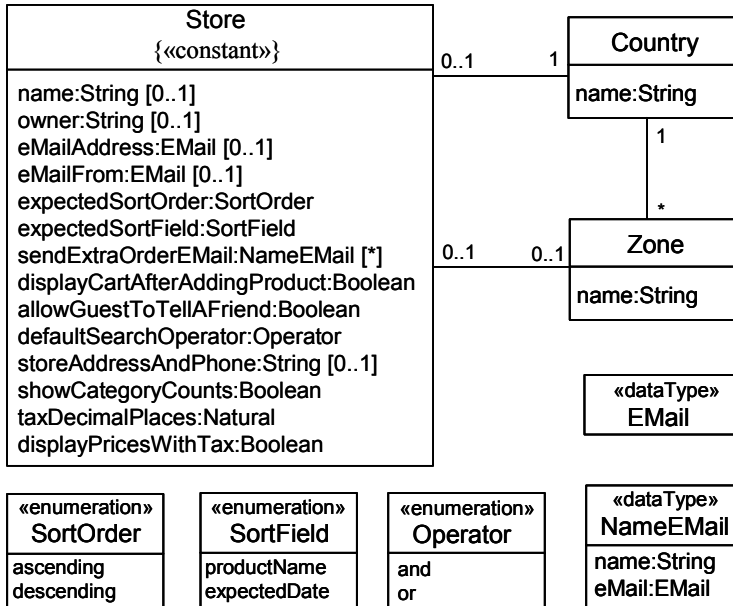 Store
{«constant»}
name:String [0..1]
owner:String [0..1]
eMailAddress:EMail [0..1]
eMailFrom:EMail [0..1]
expectedSortOrder:SortOrder
expectedSortField:SortField
sendExtraOrderEMail:NameEMail [*]
displayCartAfterAddingProduct:Boolean
allowGuestToTellAFriend:Boolean
defaultSearchOperator:Operator
storeAddressAndPhone:String [0..1]
showCategoryCounts:Boolean
taxDecimalPlaces:Natural
displayPricesWithTax:Boolean
0..1
1
Country
name:String
1
*
0..1
0..1
Zone
name:String
«dataType»
EMail
«enumeration»
SortOrder
ascending
descending
«enumeration»
SortField
productName
expectedDate
«enumeration»
Operator
and
or
«dataType»
NameEMail
name:String
eMail:EMail